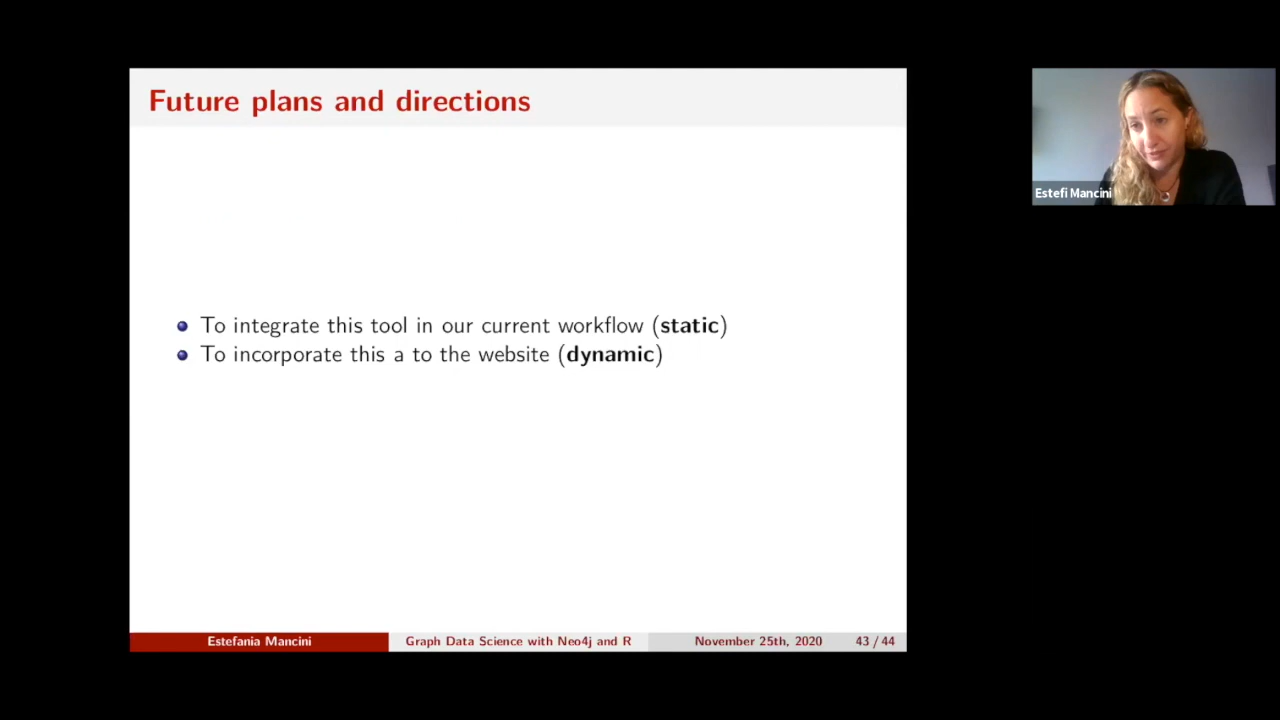 Future plans and directions
To integrate this tool in our current workflow (static)
To incorporate this a to the website (dynamic)
Estefania Mancini
Graph Data Science with Neo4j and R
November 25th, 2020
43 / 44
Estefi Mancini